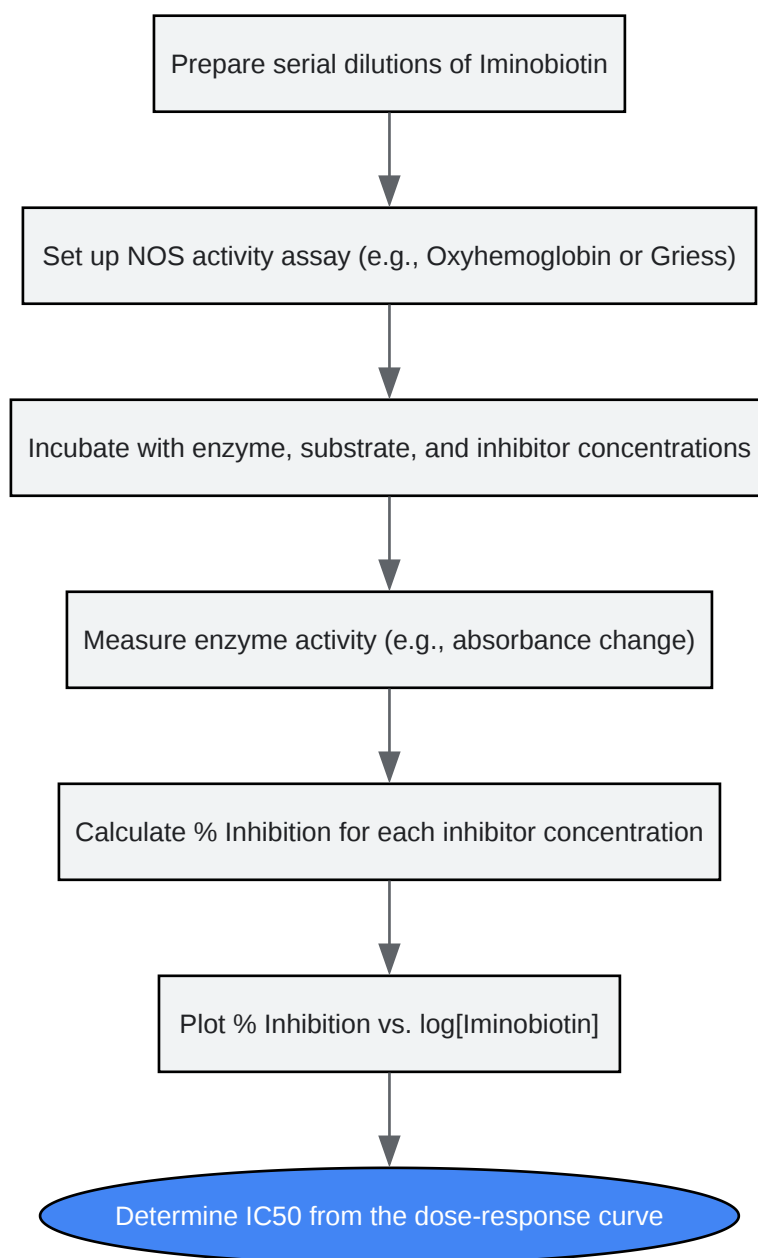 Prepare serial dilutions of Iminobiotin
Set up NOS activity assay (e.g., Oxyhemoglobin or Griess)
Incubate with enzyme, substrate, and inhibitor concentrations
Measure enzyme activity (e.g., absorbance change)
Calculate % Inhibition for each inhibitor concentration
Plot % Inhibition vs. log[Iminobiotin]
Determine IC50 from the dose-response curve